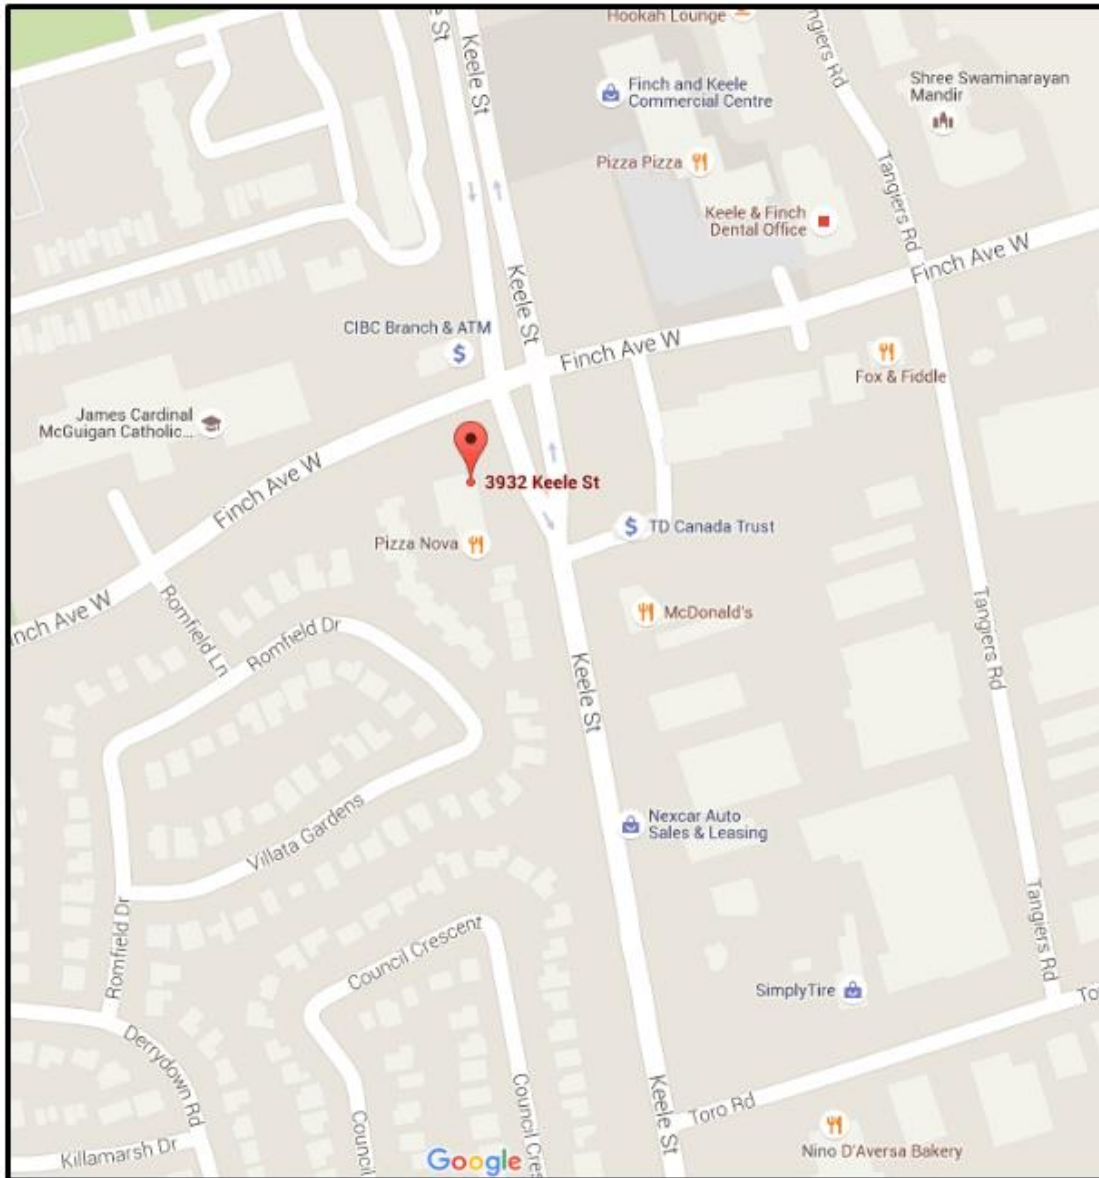 Hookah Lounge
Keele St
Keele St
Tangiers Rd
Finch and Keele
Commercial Centre
Shree Swaminarayan
Mandir
Pizza Pizza
Tangiers Rd
Keele & Finch
Dental Office
Finch Ave W
Keele St
CIBC Branch & ATM
$
Finch Ave W
Fox & Fiddle
James Cardinal
McGuigan Catholic...
Finch Ave W
3932 Keele St
Pizza Nova
$ TD Canada Trust
inch Ave W
Romfield Ln
Romfield Dr
McDonald's
Tangiers Rd
Keele St
Villata Gardens
Nexcar Auto
Sales & Leasing
Romfield Dr
Council Crescent
Tangiers Rd
SimplyTire
To
Derrydown Rd
Killamarsh Dr
Council
Council Cres
Keele St
Toro Rd
Google
Nino D'Aversa Bakery